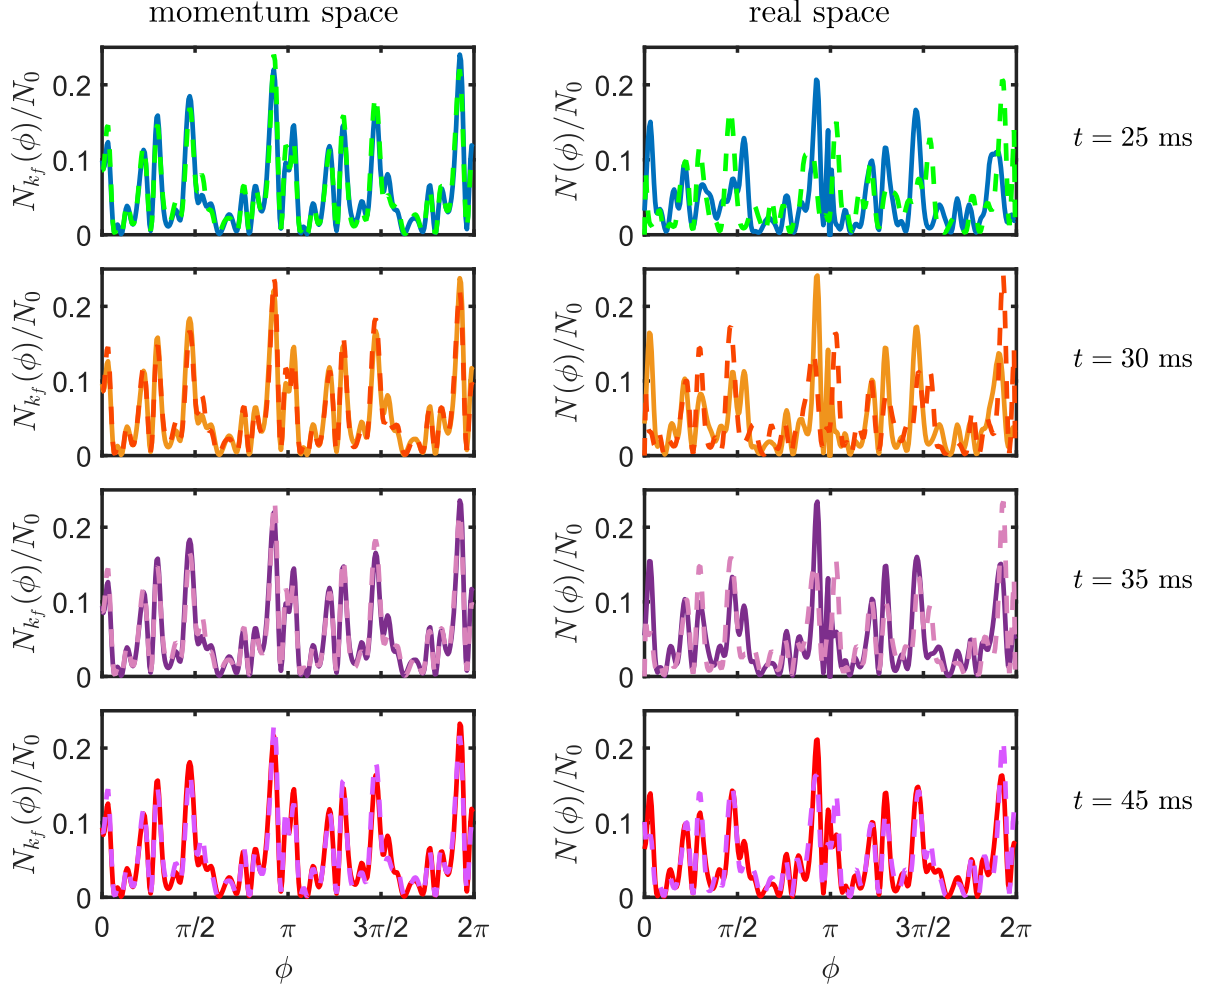 momentum space real space
N_{k_f}(ϕ)/N_0 0.2 0.1 0 N(ϕ)/N_0 0.2 0.1 0 t = 25 ms
N_{k_f}(ϕ)/N_0 0.2 0.1 0 N(ϕ)/N_0 0.2 0.1 0 t = 30 ms
N_{k_f}(ϕ)/N_0 0.2 0.1 0 N(ϕ)/N_0 0.2 0.1 0 t = 35 ms
N_{k_f}(ϕ)/N_0 0.2 0.1 0 N(ϕ)/N_0 0.2 0.1 0 t = 45 ms
0 π/2 π 3π/2 2π 0 π/2 π 3π/2 2π
ϕ ϕ